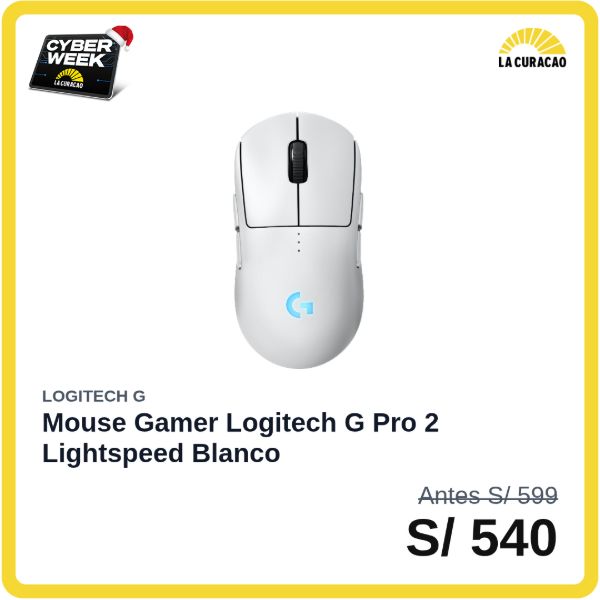 CYBER
WEEK
LA CURACAO
LA CURACAO
G
LOGITECH G
Mouse Gamer Logitech G Pro 2
Lightspeed Blanco
Antes S/ 599
S/ 540